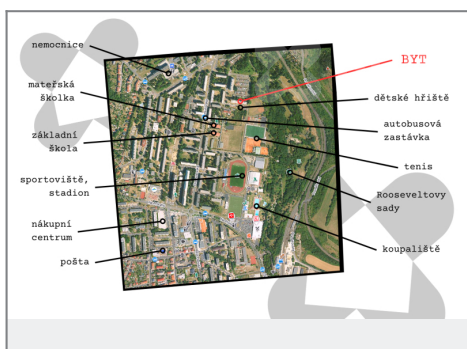 nemocnice
mateřská
školka
základní
škola
sportoviště,
stadion
nákupní
centrum
pošta
BYT
dětské hřiště
autobusová
zastávka
tenis
Rooseveltovy
sady
koupaliště